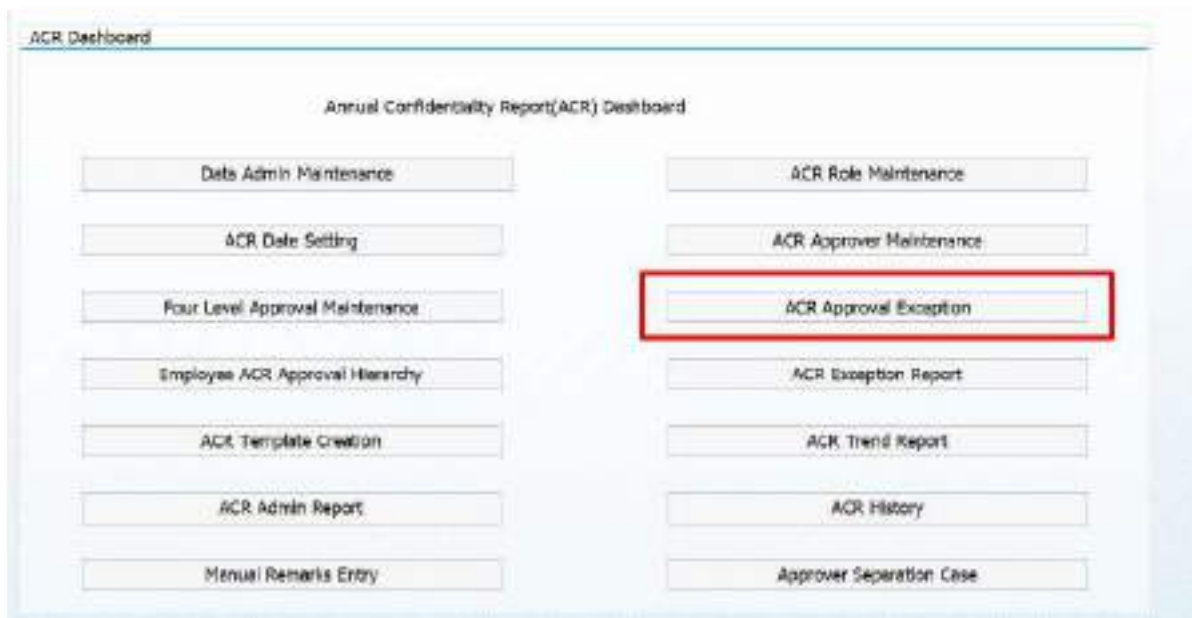 ACR Dashboard
Annual Confidentiality Report(ACR) Dashboard
Data Admin Maintenance
ACR Role Maintenance
ACR Date Setting
ACR Approver Maintenance
Four Level Approval Maintenance
ACR Approval Exception
Employee ACR Approval Hierarchy
ACR Exception Report
ACR Template Creation
ACR Trend Report
ACR Admin Report
ACR History
Manual Remarks Entry
Approver Separation Case